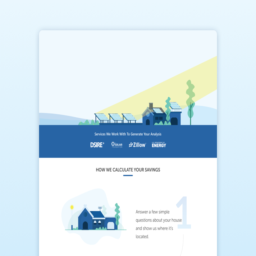 Services We Work With To Generate Your Analysis
DSIRE
Zillow
ENERGY
HOW WE CALCULATE YOUR SAVINGS
1
Answer a few simple
questions about your house
and show us where it's
located.